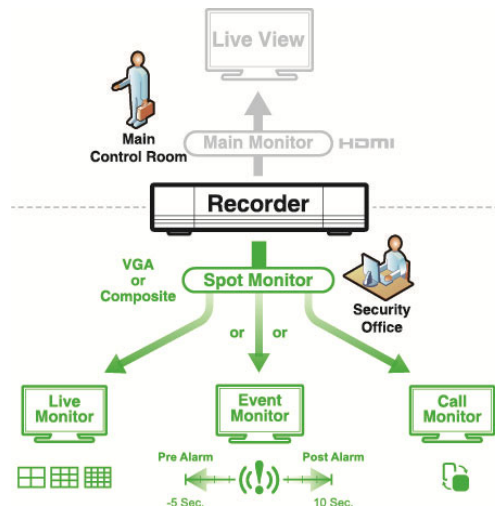 Live View
Main
Control Room
Main Monitor
HDMI
Recorder
VGA
or
Composite
Spot Monitor
Security
Office
or
or
Live
Monitor
Event
Monitor
Call
Monitor
Pre Alarm
Post Alarm
-5 Sec.
10 Sec.